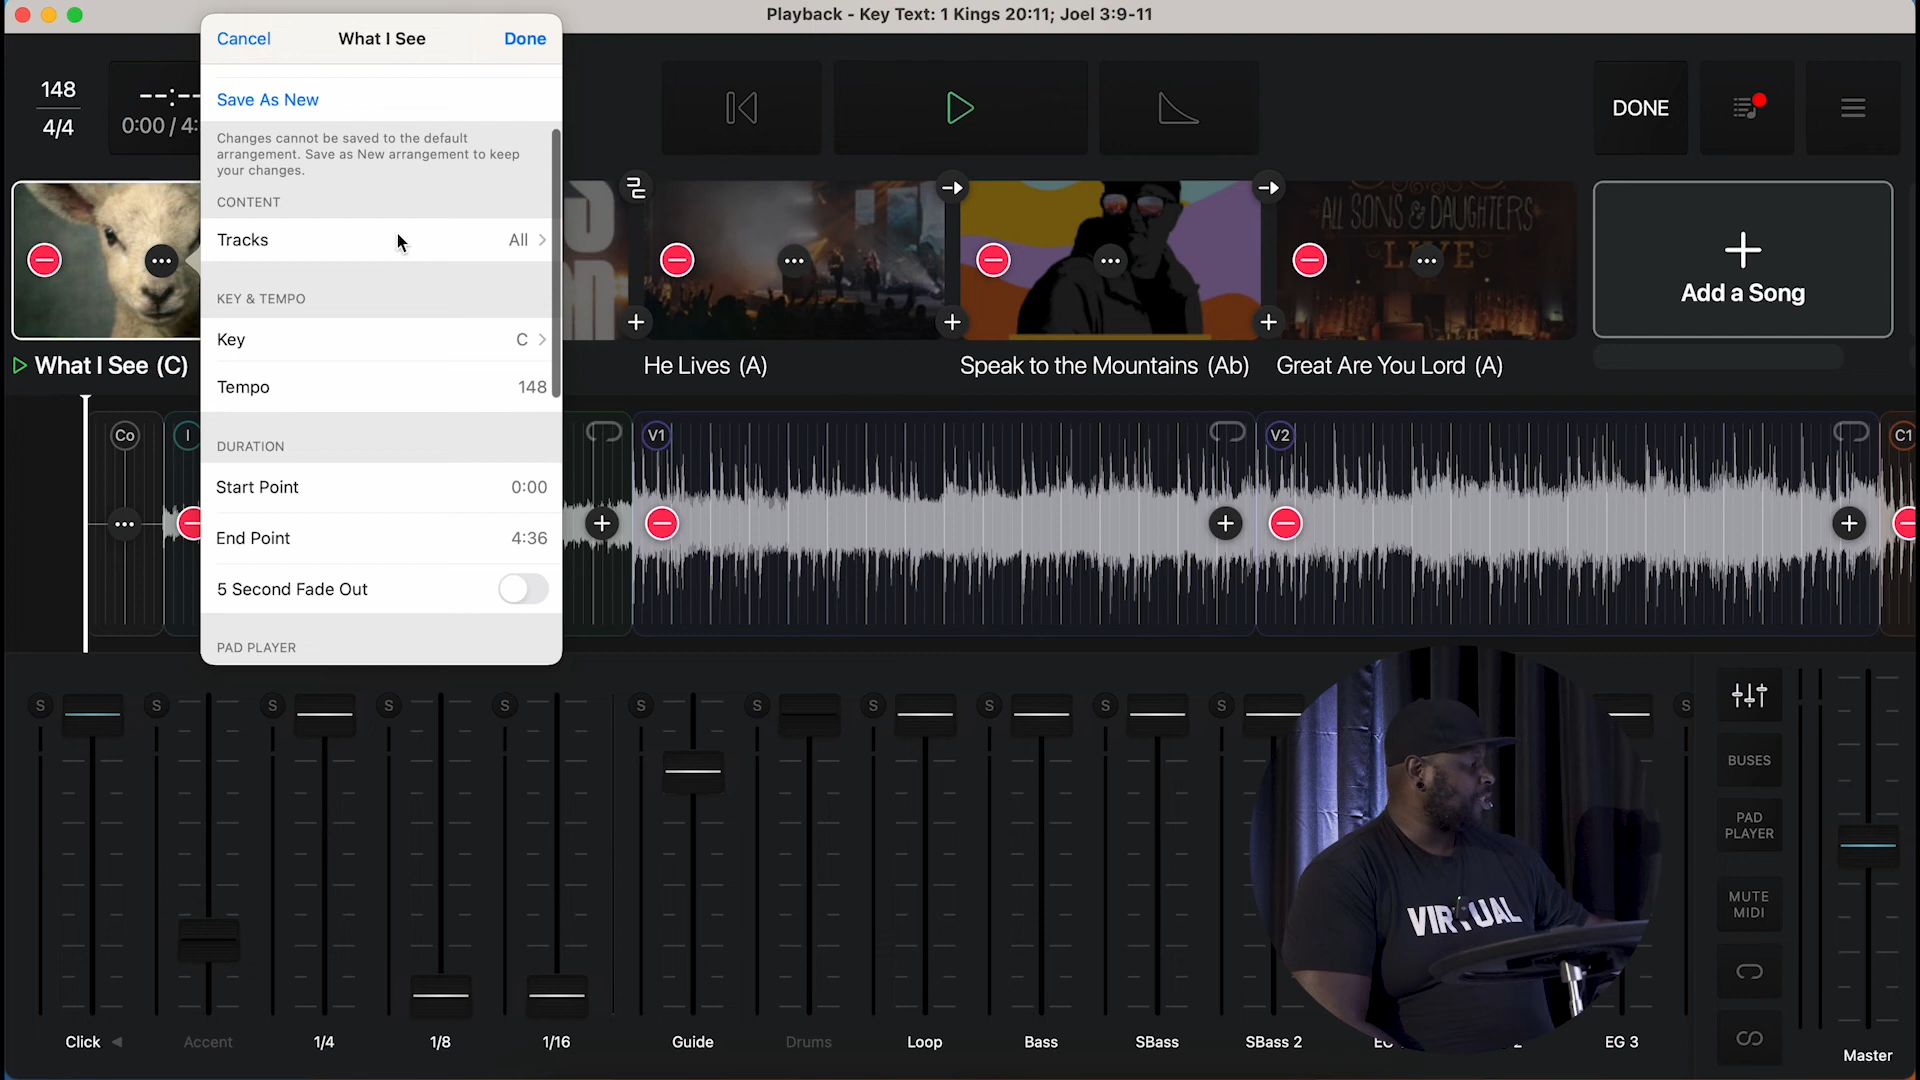 Playback - Key Text: 1 Kings 20:11; Joel 3:9-11
Cancel
What I See
Done
148
4/4
--:--
0:00 / 4:
Save As New
Changes cannot be saved to the default
arrangement. Save as New arrangement to keep
your changes.
CONTENT
Tracks
All
KEY & TEMPO
Key
C
Tempo
148
DURATION
Start Point
0:00
End Point
4:36
5 Second Fade Out
PAD PLAYER
DONE
ALL SONS & DAUGHTERS
LIVE
Add a Song
What I See (C)
He Lives (A)
Speak to the Mountains (Ab)
Great Are You Lord (A)
Co
I
V1
V2
C1
S
S
S
S
S
S
S
S
S
S
S
S
BUSES
PAD
PLAYER
MUTE
MIDI
VIRTUAL
Click
Accent
1/4
1/8
1/16
Guide
Drums
Loop
Bass
SBass
SBass 2
EG 3
Master